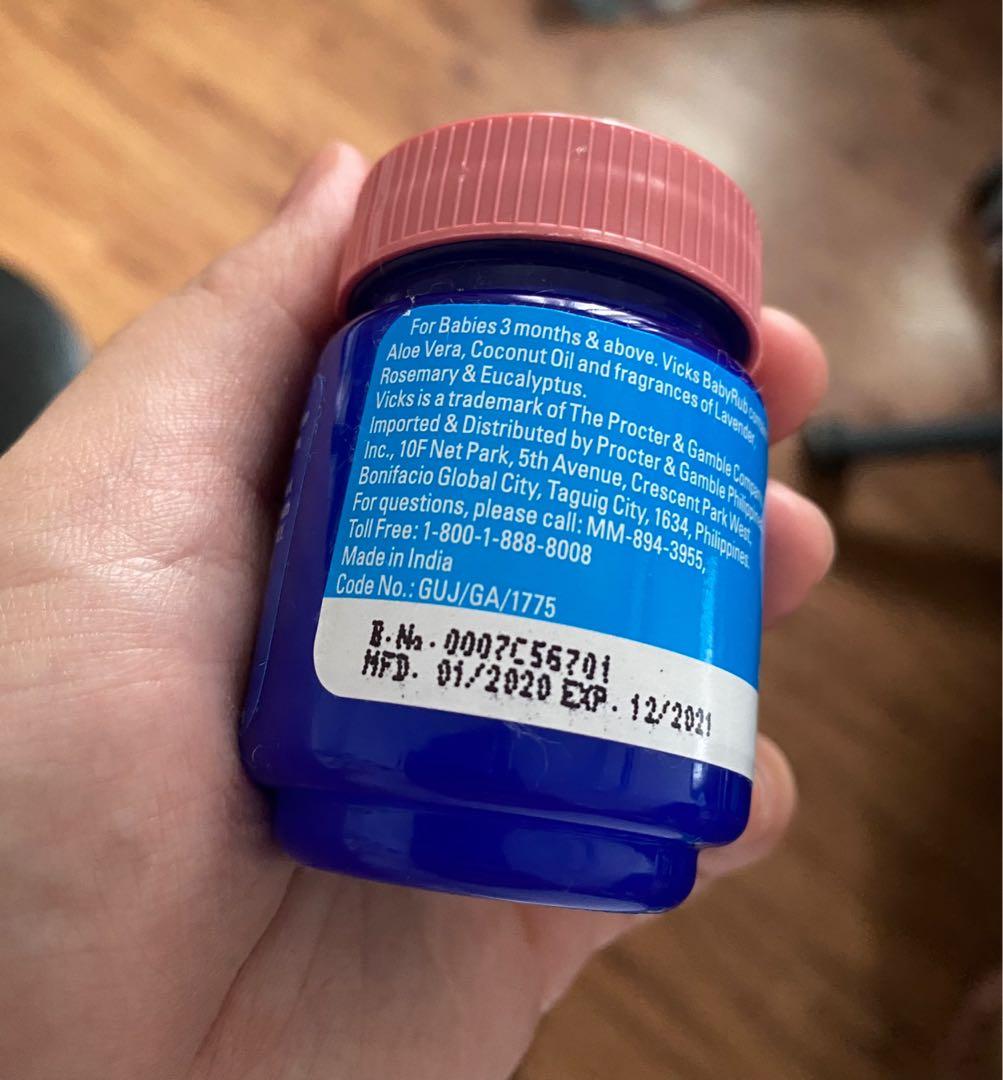 For Babies 3 months & above. Vicks BabyRub
Aloe Vera, Coconut Oil and fragrances of Lavender,
Rosemary & Eucalyptus.
Vicks is a trademark of The Procter & Gamble Company
Imported & Distributed by Procter & Gamble
Inc., 10F Net Park, 5th Avenue, Crescent Park West,
Bonifacio Global City, Taguig City, 1634, Philippines.
For questions, please call: MM-894-3955,
Toll Free: 1-800-1-888-8008
Made in India
Code No.: GUJ/GA/1775
B.No. 0007C56701
MFD. 01/2020 EXP. 12/2021